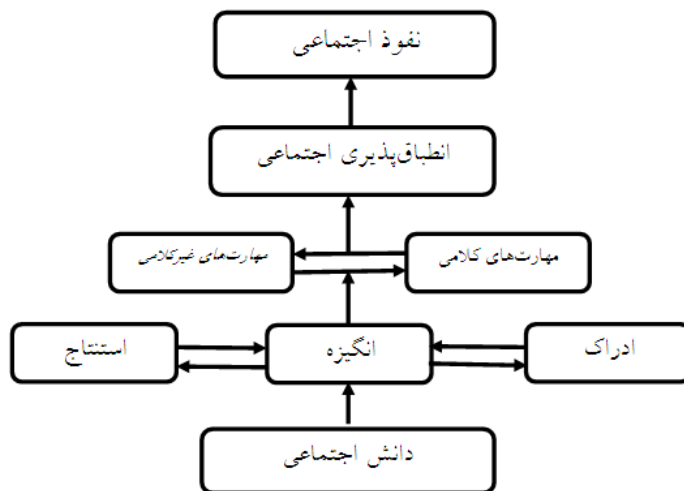 نفوذ اجتماعی
انطباق‌پذیری اجتماعی
مهارت‌های کلامی
مهارت‌های غیرکلامی
ادراک
انگیزه
استنتاج
دانش اجتماعی